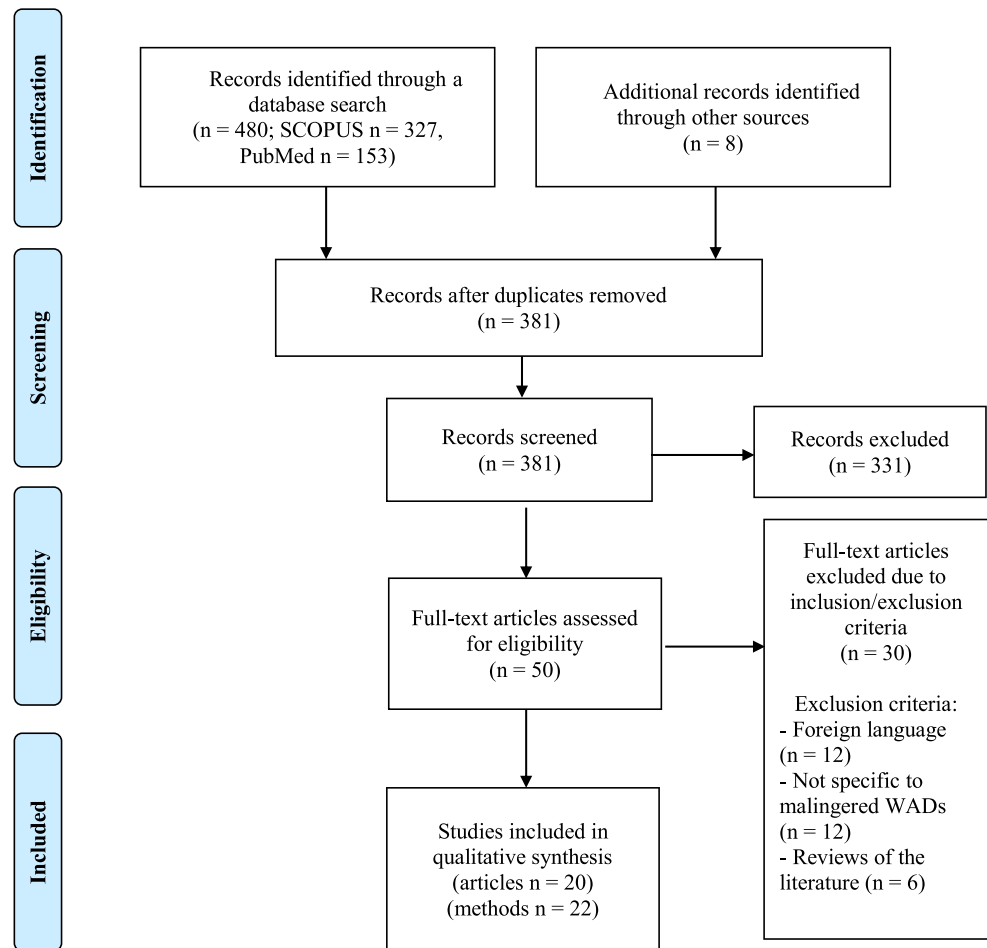 Identification
Records identified through a
database search
(n = 480; SCOPUS n = 327,
PubMed n = 153)
Additional records identified
through other sources
(n = 8)
Screening
Records after duplicates removed
(n = 381)
Records screened
(n = 381)
Records excluded
(n = 331)
Eligibility
Full-text articles assessed
for eligibility
(n = 50)
Full-text articles
excluded due to
inclusion/exclusion
criteria
(n = 30)
Exclusion criteria:
- Foreign language
(n = 12)
- Not specific to
malingered WADs
(n = 12)
- Reviews of the
literature (n = 6)
Included
Studies included in
qualitative synthesis
(articles n = 20)
(methods n = 22)